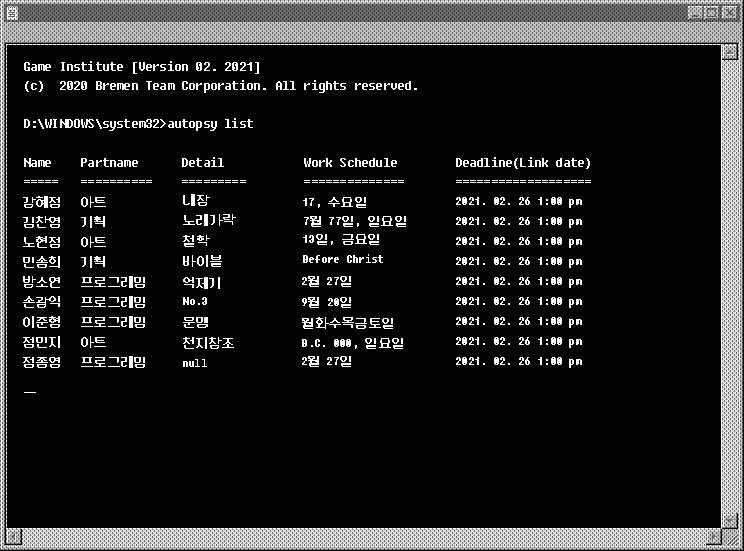 Game Institute [Version 02. 2021]
(c) 2020 Bremen Team Corporation. All rights reserved.
D:\WINDOWS\system32>autopsy list
Name Partname Detail Work Schedule Deadline(Link date)
===== ========== ========= ============== ===================
강혜정 아트 내장 17, 수요일 2021. 02. 26 1:00 pm
김찬영 기획 노래가락 7월 77일, 일요일 2021. 02. 26 1:00 pm
노현정 아트 철학 13일, 금요일 2021. 02. 26 1:00 pm
민송희 기획 바이블 Before Christ 2021. 02. 26 1:00 pm
방소연 프로그래밍 억제기 2월 27일 2021. 02. 26 1:00 pm
손광익 프로그래밍 No.3 9월 20일 2021. 02. 26 1:00 pm
이준형 프로그래밍 문맹 월화수목금토일 2021. 02. 26 1:00 pm
정민지 아트 천지창조 B.C. 000, 일요일 2021. 02. 26 1:00 pm
정종영 프로그래밍 null 2월 27일 2021. 02. 26 1:00 pm